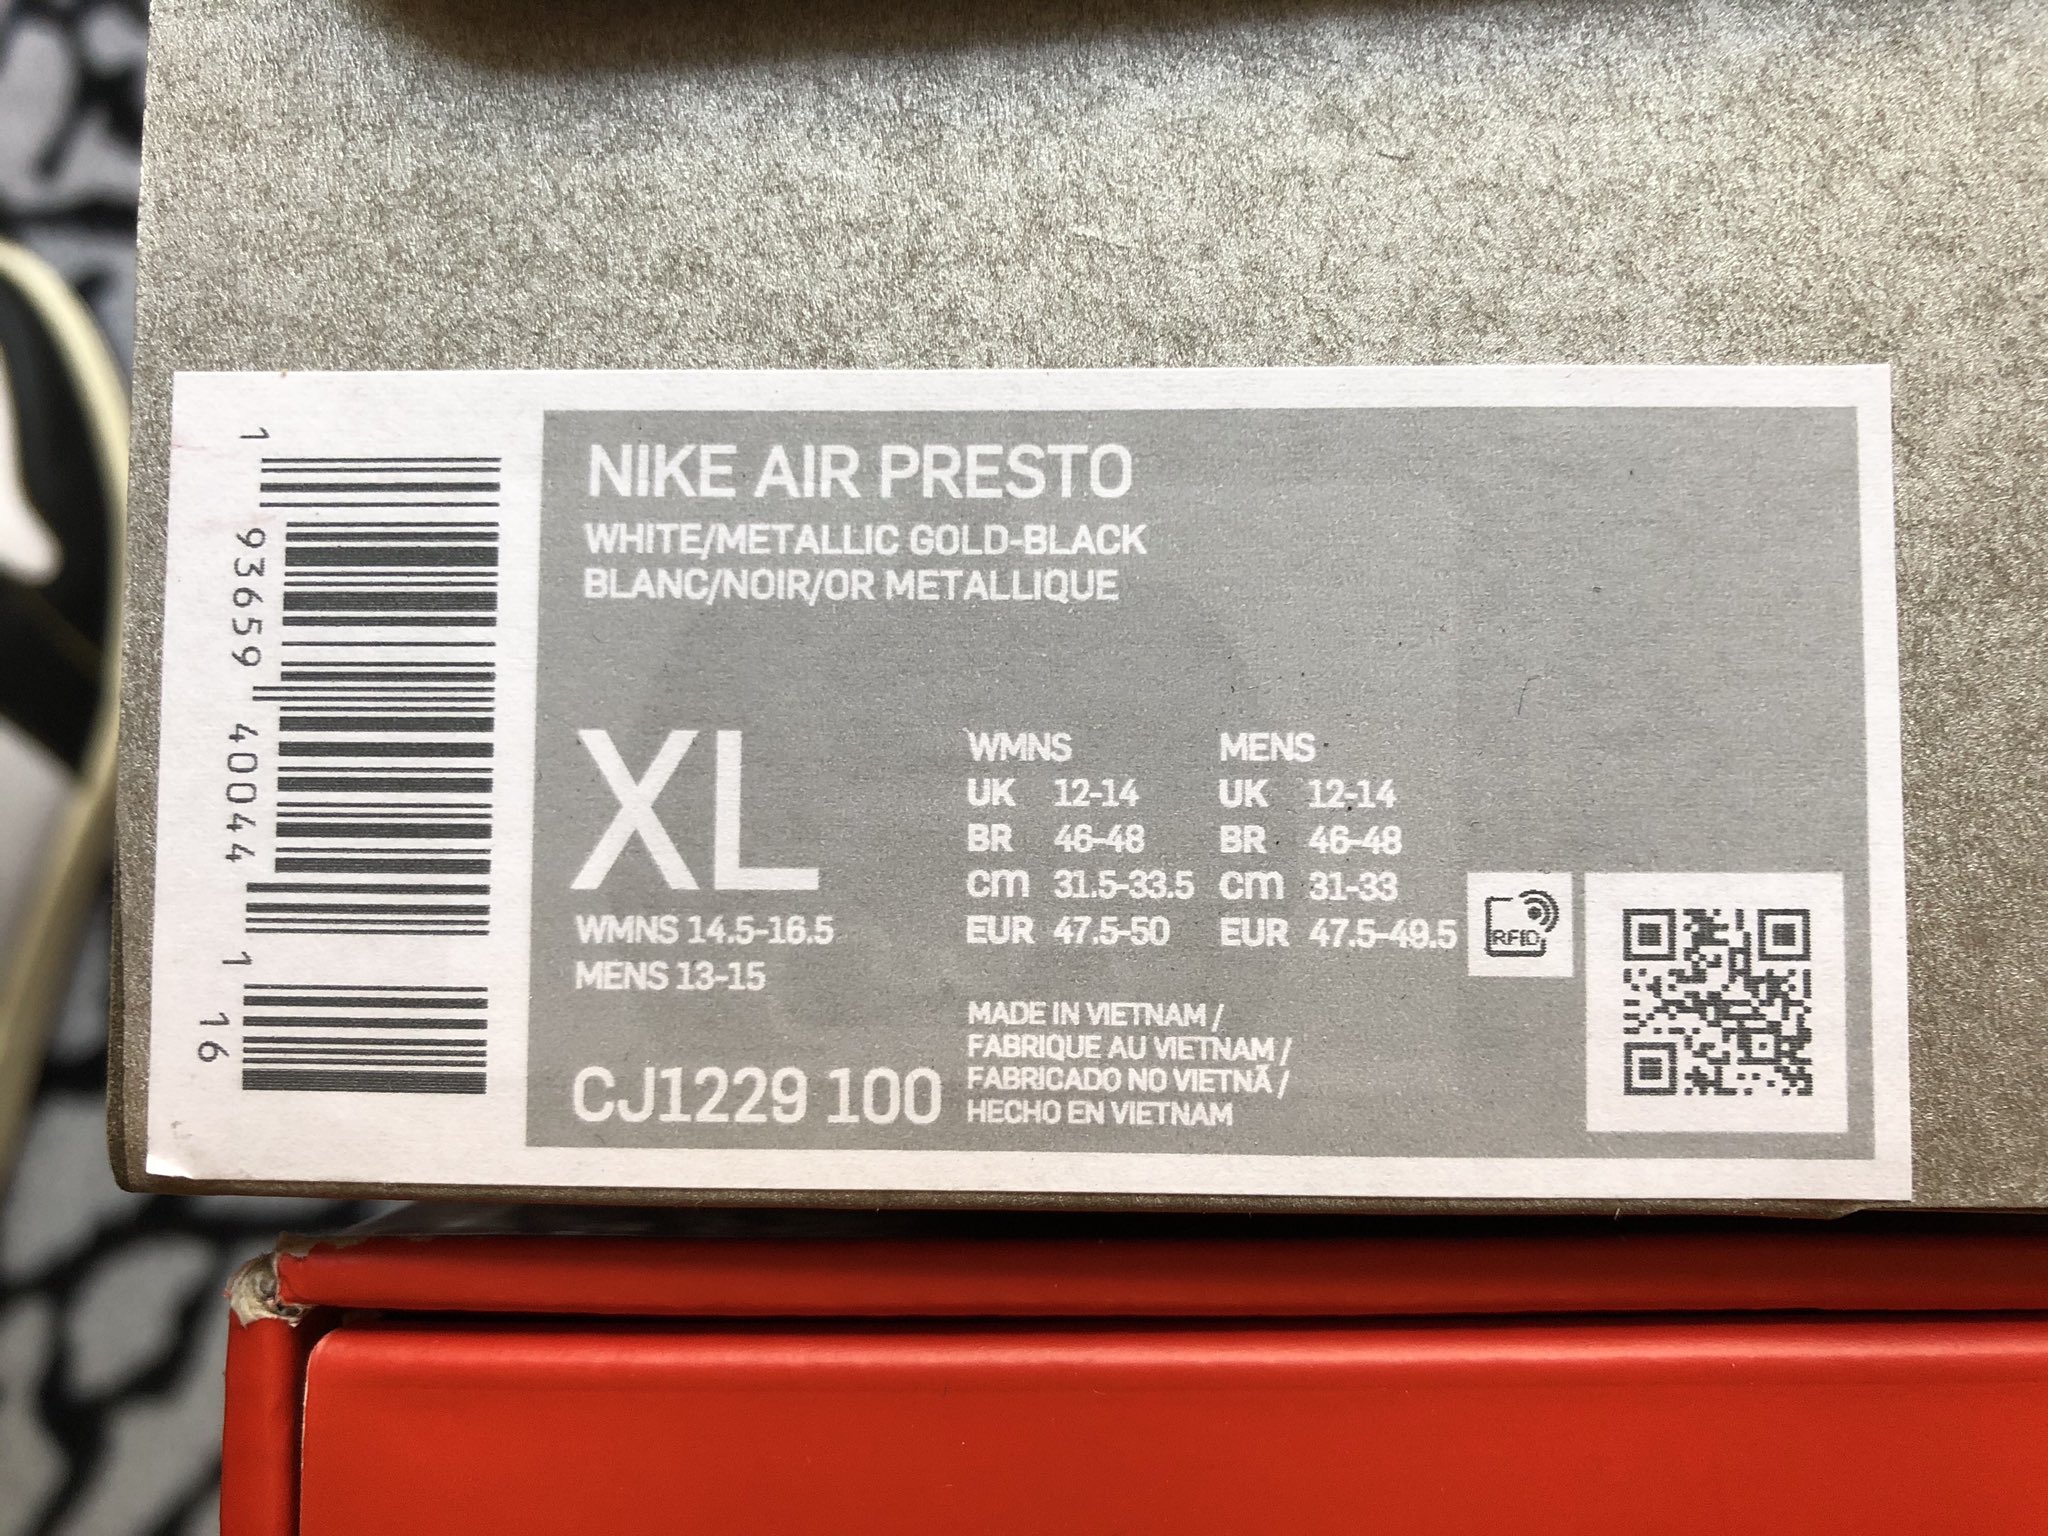 1 93659 40044 1 16
NIKE AIR PRESTO
WHITE/METALLIC GOLD-BLACK
BLANC/NOIR/OR METALLIQUE
XL
WMNS 14.5-16.5
MENS 13-15
CJ1229 100
WMNS
UK 12-14
BR 46-48
cm 31.5-33.5
EUR 47.5-50
MENS
UK 12-14
BR 46-48
cm 31-33
EUR 47.5-49.5
MADE IN VIETNAM /
FABRIQUE AU VIETNAM /
FABRICADO NO VIETNÃ /
HECHO EN VIETNAM
RFID